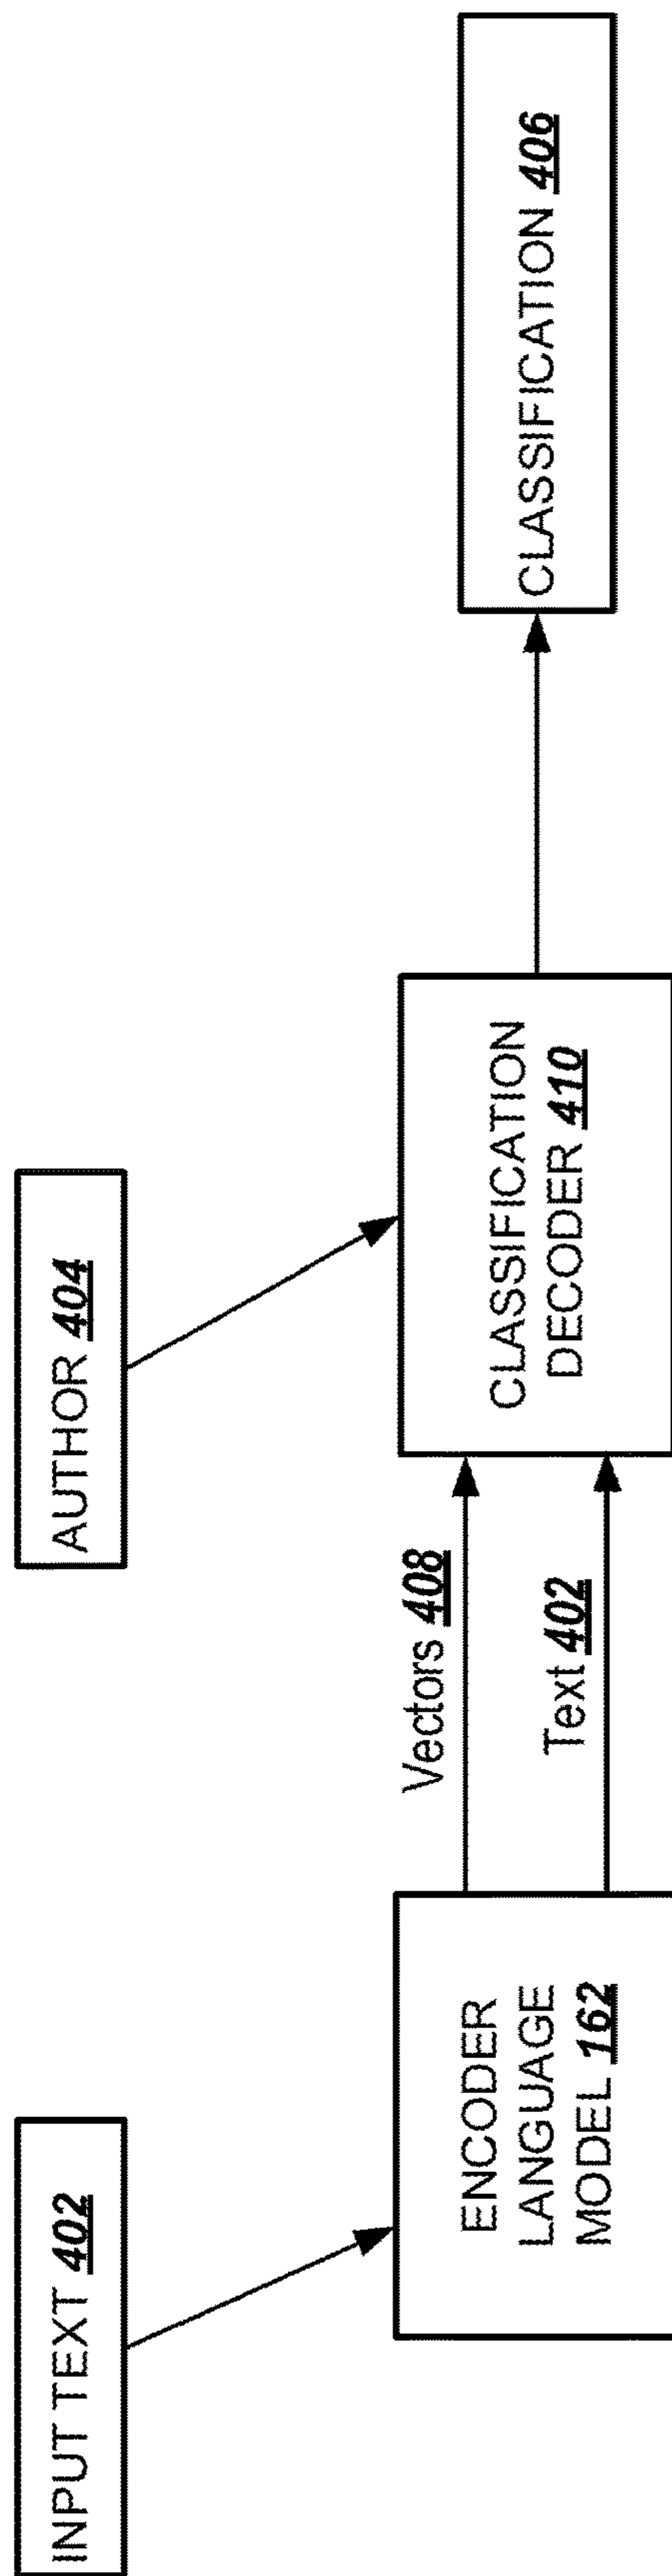 INPUT TEXT 402
AUTHOR 404
ENCODER
LANGUAGE
MODEL 162
Vectors 408
Text 402
CLASSIFICATION
DECODER 410
CLASSIFICATION 406